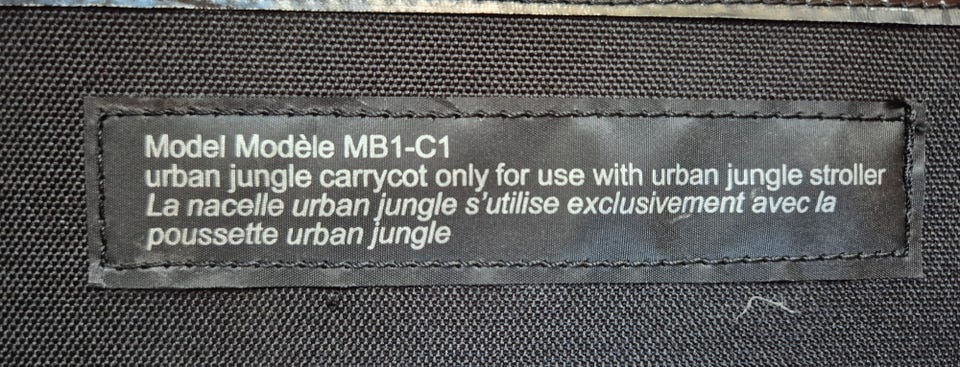 Model Modèle MB1-C1
urban jungle carrycot only for use with urban jungle stroller
La nacelle urban jungle s'utilise exclusivement avec la
poussette urban jungle